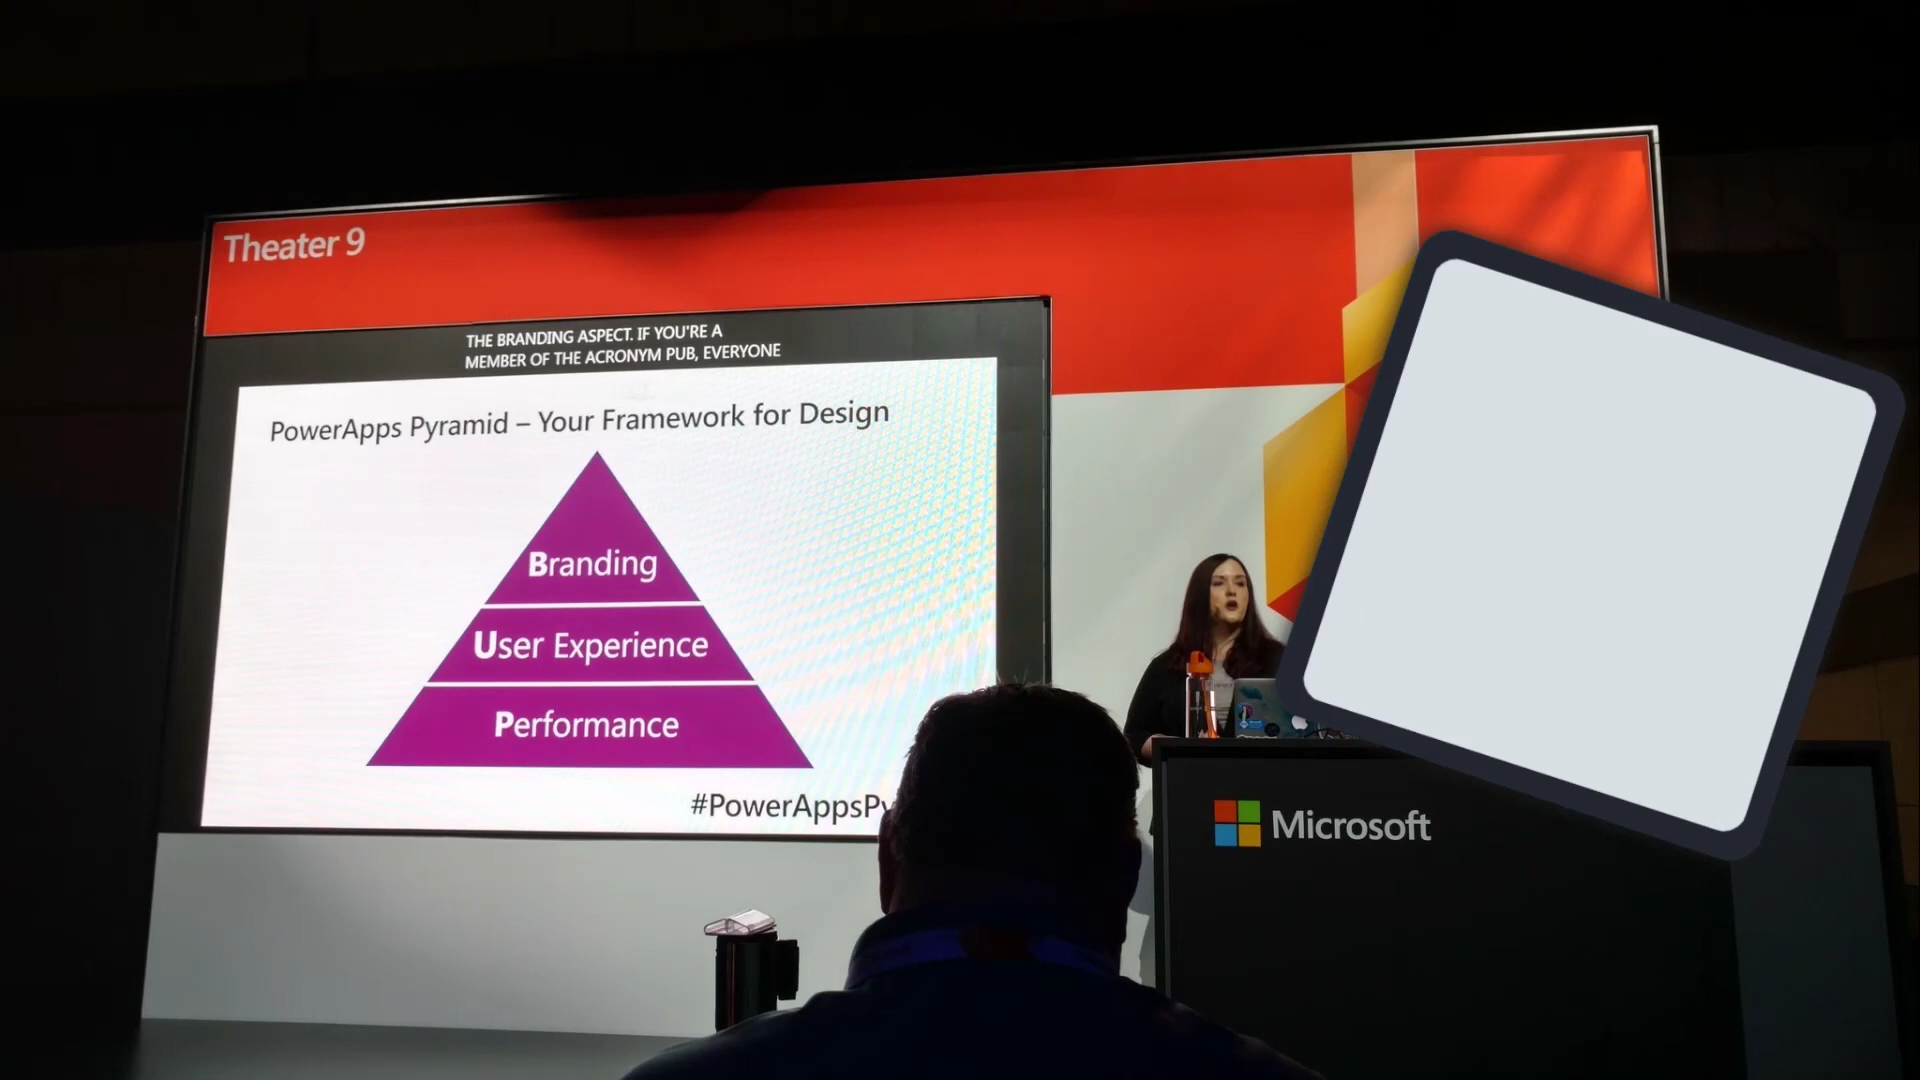 Theater 9
THE BRANDING ASPECT. IF YOU'RE A
MEMBER OF THE ACRONYM PUB, EVERYONE
PowerApps Pyramid – Your Framework for Design
Branding
User Experience
Performance
#PowerAppsPy
Microsoft